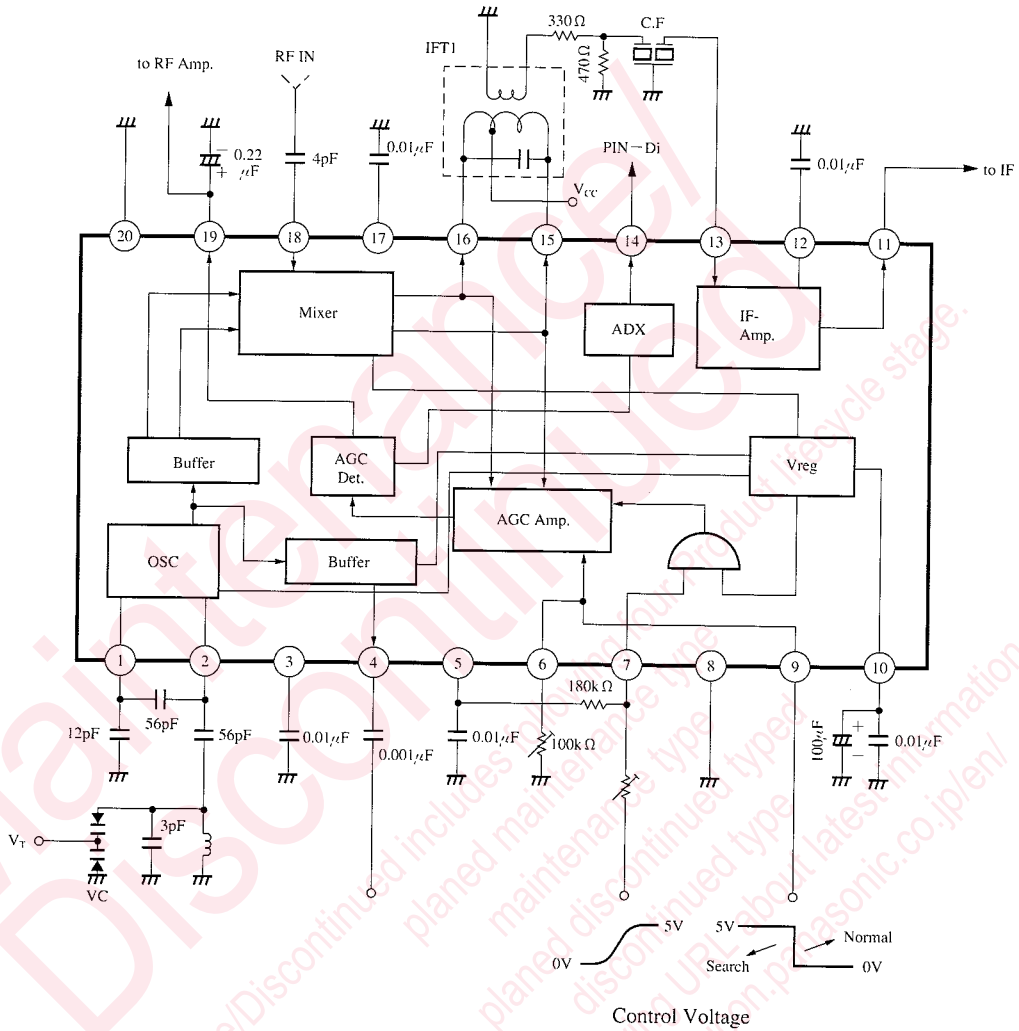 330Ω
C.F
IFT1
470Ω
to RF Amp.
RF IN
− 0.22
+ μF
4pF
0.01μF
PIN−Di
VCC
0.01μF
to IF
20
19
18
17
16
15
14
13
12
11
Mixer
ADX
IF-
Amp.
Buffer
AGC
Det.
Vreg
AGC Amp.
OSC
Buffer
1
2
3
4
5
6
7
8
9
10
180kΩ
56pF
12pF
56pF
0.01μF
0.001μF
0.01μF
100kΩ
100μF
+
−
0.01μF
VT
3pF
VC
5V
0V
5V
Normal
Search
0V
Control Voltage
Maintenance/
Discontinued